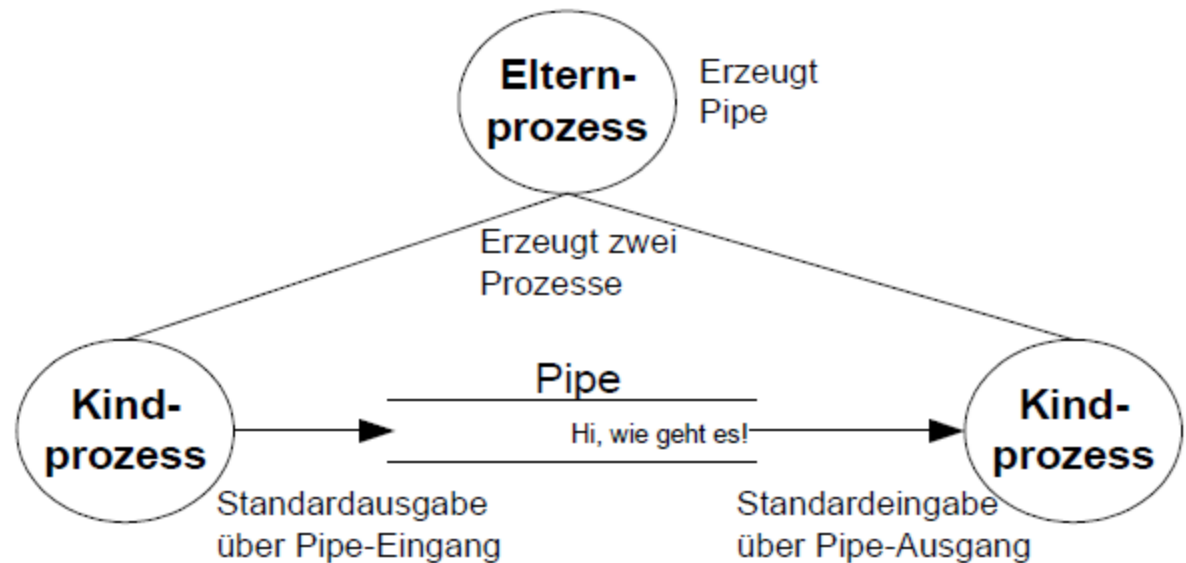 Eltern-
prozess
Erzeugt
Pipe
Erzeugt zwei
Prozesse
Kind-
prozess
Pipe
Hi, wie geht es!
Kind-
prozess
Standardausgabe
über Pipe-Eingang
Standardeingabe
über Pipe-Ausgang